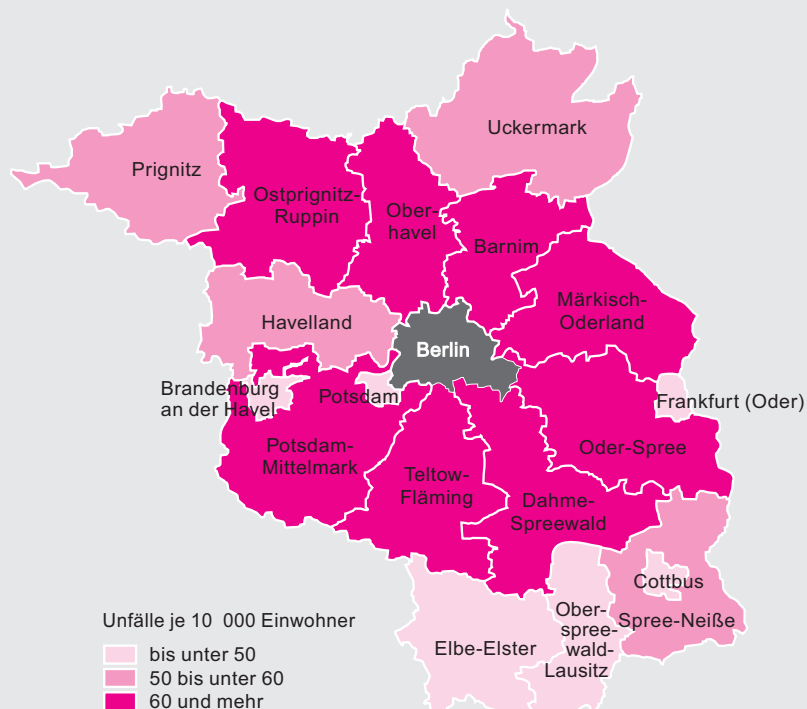 Uckermark
Prignitz
Ostprignitz-
Ruppin
Ober-
havel
Barnim
Märkisch-
Oderland
Havelland
Berlin
Brandenburg
an der Havel
Potsdam
Frankfurt (Oder)
Potsdam-
Mittelmark
Oder-Spree
Teltow-
Fläming
Dahme-
Spreewald
Cottbus
Ober-
spree-
wald-
Lausitz
Spree-Neiße
Elbe-Elster
Unfälle je 10 000 Einwohner
bis unter 50
50 bis unter 60
60 und mehr